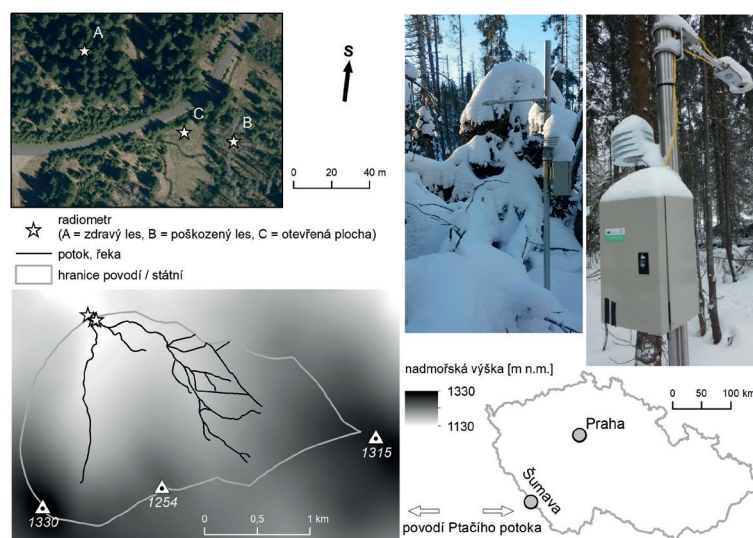 A
C
B
S
0 20 40 m
radiometr
(A = zdravý les, B = poškozený les, C = otevřená plocha)
potok, řeka
hranice povodí / státní
1315
1254
1330
0 0,5 1 km
nadmořská výška [m n.m.]
1330
1130
0 50 100 km
Praha
Šumava
povodí Ptačího potoka